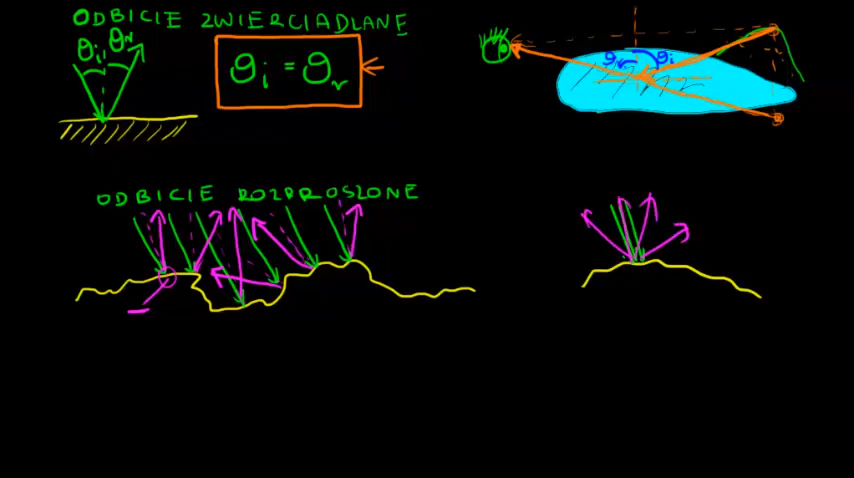 ODBICIE ZWIERCIADLANE
θi θr
θi = θr
θr θi
ODBICIE ROZPROSZONE